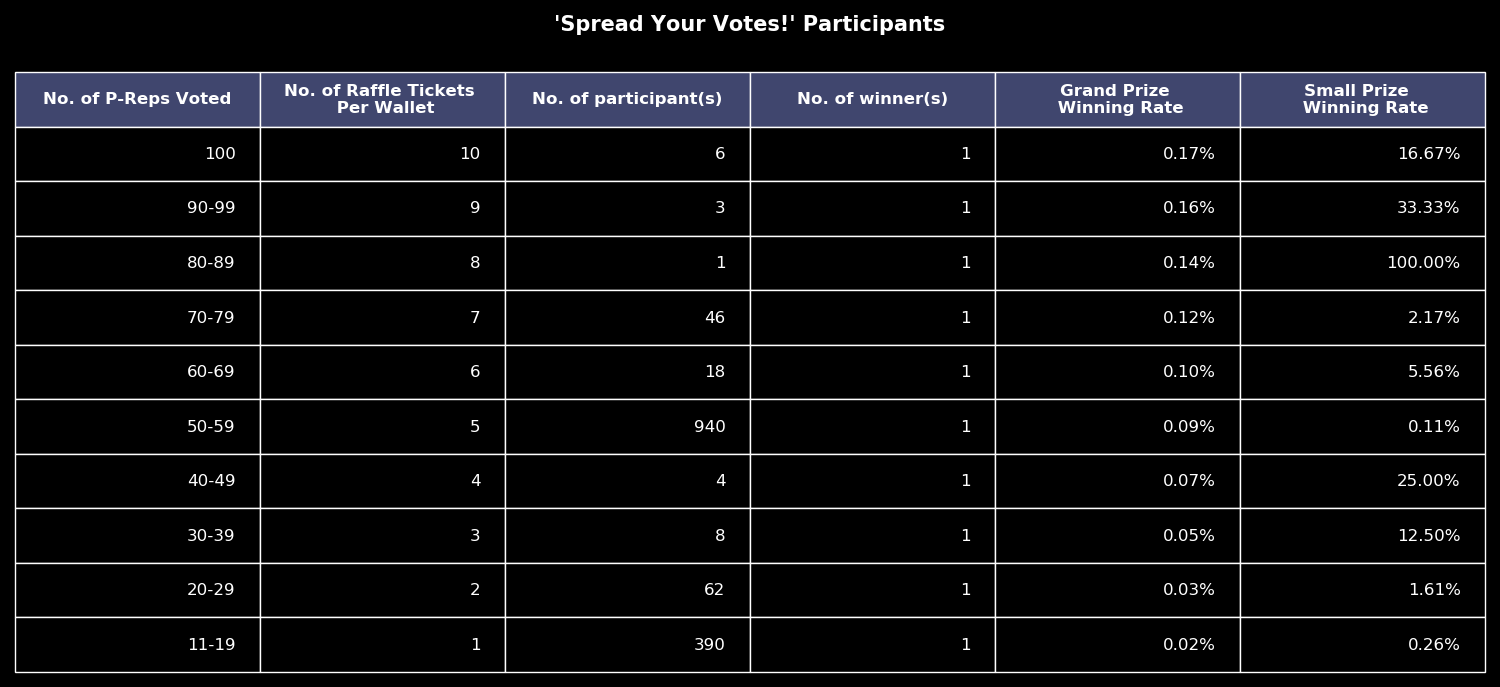 'Spread Your Votes!' Participants
No. of P-Reps Voted No. of Raffle Tickets Per Wallet No. of participant(s) No. of winner(s) Grand Prize Winning Rate Small Prize Winning Rate
100 10 6 1 0.17% 16.67%
90-99 9 3 1 0.16% 33.33%
80-89 8 1 1 0.14% 100.00%
70-79 7 46 1 0.12% 2.17%
60-69 6 18 1 0.10% 5.56%
50-59 5 940 1 0.09% 0.11%
40-49 4 4 1 0.07% 25.00%
30-39 3 8 1 0.05% 12.50%
20-29 2 62 1 0.03% 1.61%
11-19 1 390 1 0.02% 0.26%